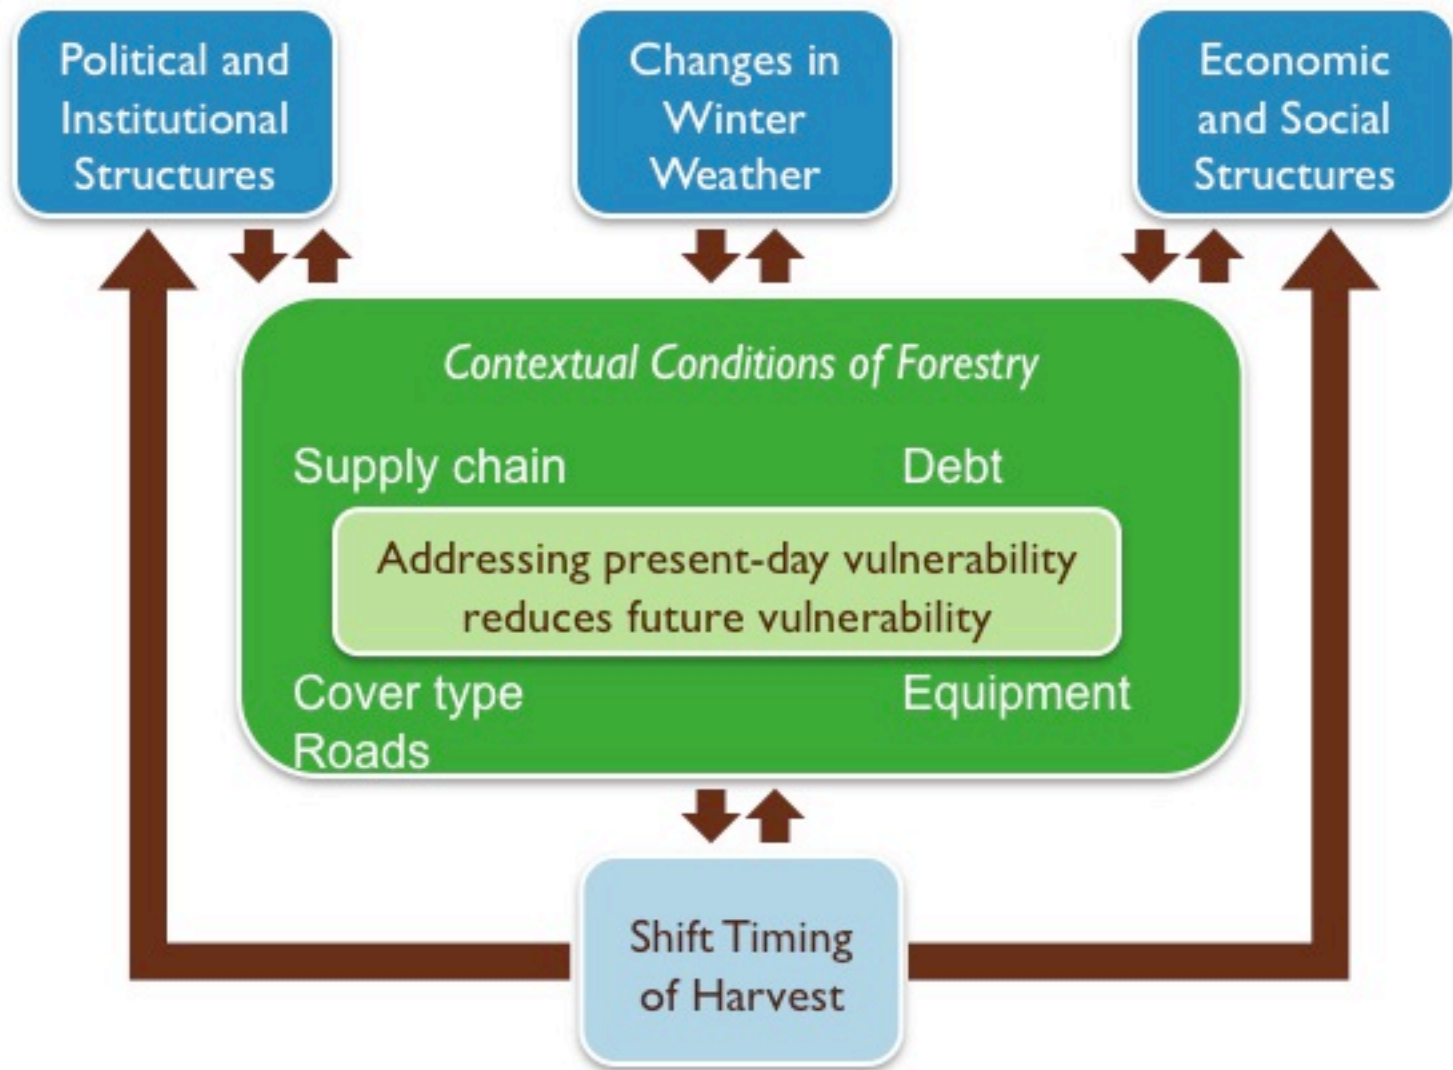 Political and
Institutional
Structures
Changes in
Winter
Weather
Economic
and Social
Structures
Contextual Conditions of Forestry
Supply chain
Debt
Addressing present-day vulnerability
reduces future vulnerability
Cover type
Equipment
Roads
Shift Timing
of Harvest